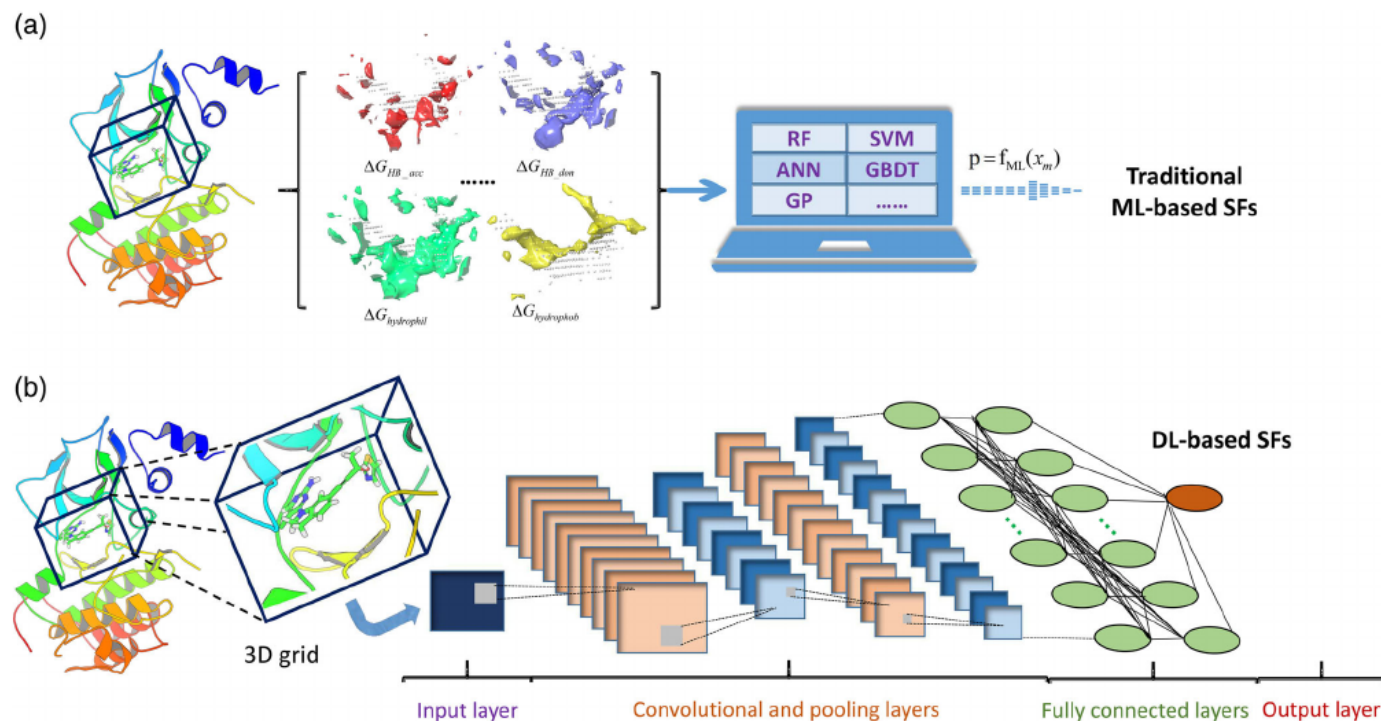 (a)
ΔG_HB_acc
ΔG_HB_don
......
ΔG_hydrophil
ΔG_hydrophob
RF SVM
ANN GBDT
GP ......
p = f_ML(x_m)
Traditional
ML-based SFs
(b)
3D grid
DL-based SFs
Input layer
Convolutional and pooling layers
Fully connected layers
Output layer